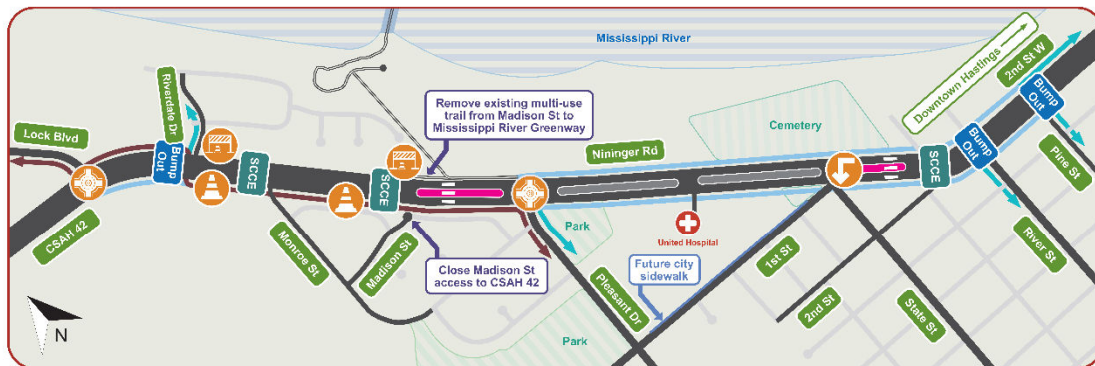 Mississippi River
Downtown Hastings
2nd St W
Riverdale Dr
Lock Blvd
Bump
Out
SCCE
Remove existing multi-use
trail from Madison St to
Mississippi River Greenway
SCCE
Nininger Rd
Cemetery
SCCE
Bump
Out
Bump
Out
Pine St
CSAH 42
Monroe St
Madison St
Close Madison St
access to CSAH 42
Park
United Hospital
Future city
sidewalk
Pleasant Dr
1st St
2nd St
State St
River St
Park
N